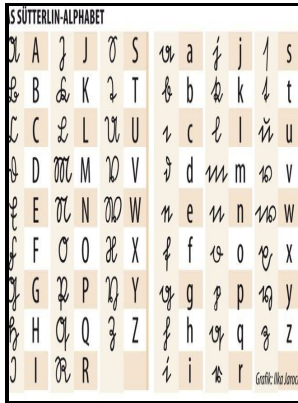 S SÜTTERLIN-ALPHABET
A A J J S S a a j j s s
B B K K T T b b k k t t
C C L L U U c c l l u u
D D M M V V d d m m v v
E E N N W W e e n n w w
F F O O X X f f o o x x
G G P P Y Y g g p p y y
H H Q Q Z Z h h q q z z
I I R R i i r r
Grafik: Ilka